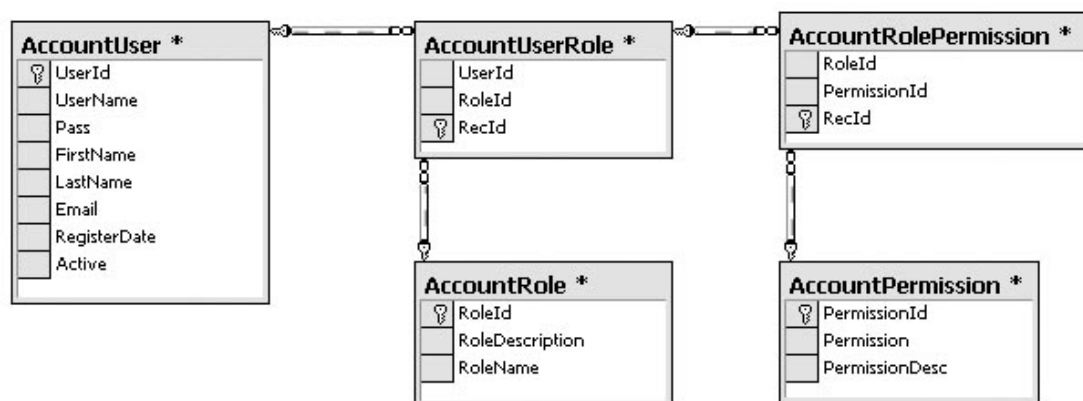 AccountUser *
UserId
UserName
Pass
FirstName
LastName
Email
RegisterDate
Active
AccountUserRole *
UserId
RoleId
RecId
AccountRolePermission *
RoleId
PermissionId
RecId
AccountRole *
RoleId
RoleDescription
RoleName
AccountPermission *
PermissionId
Permission
PermissionDesc